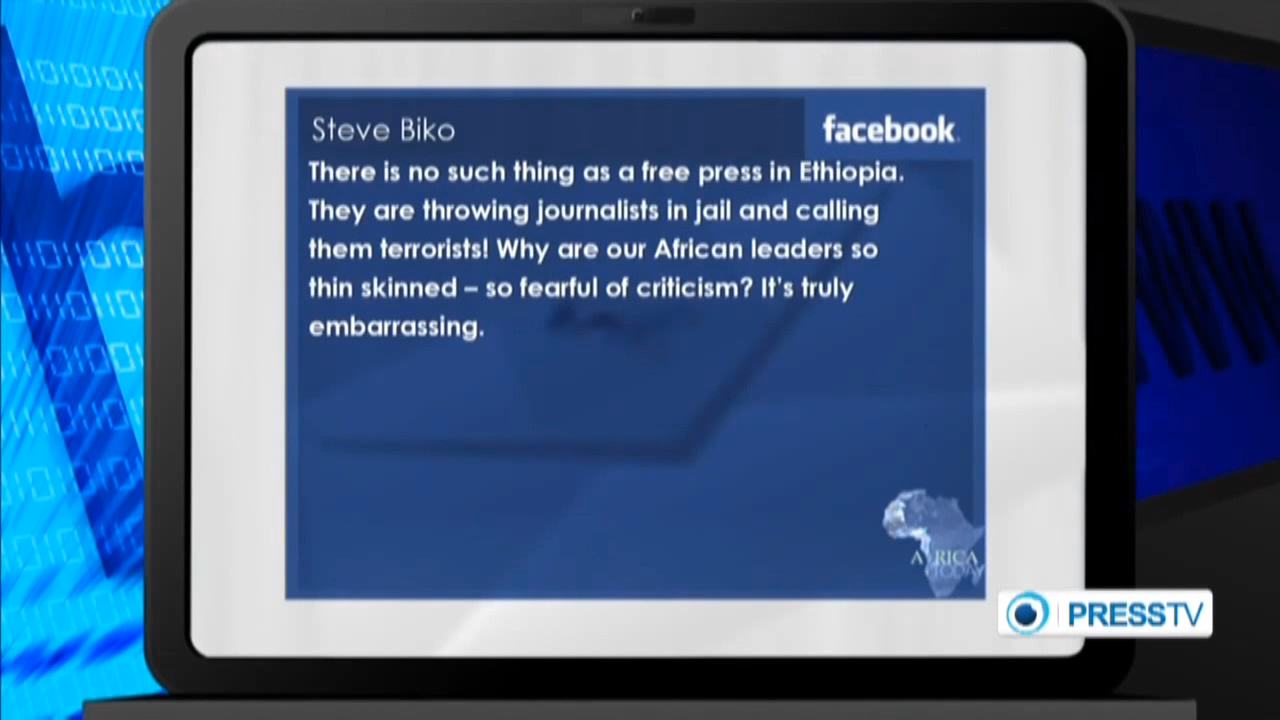 Steve Biko
facebook
There is no such thing as a free press in Ethiopia.
They are throwing journalists in jail and calling
them terrorists! Why are our African leaders so
thin skinned – so fearful of criticism? It's truly
embarrassing.
AFRICA
TODAY
PRESSTV